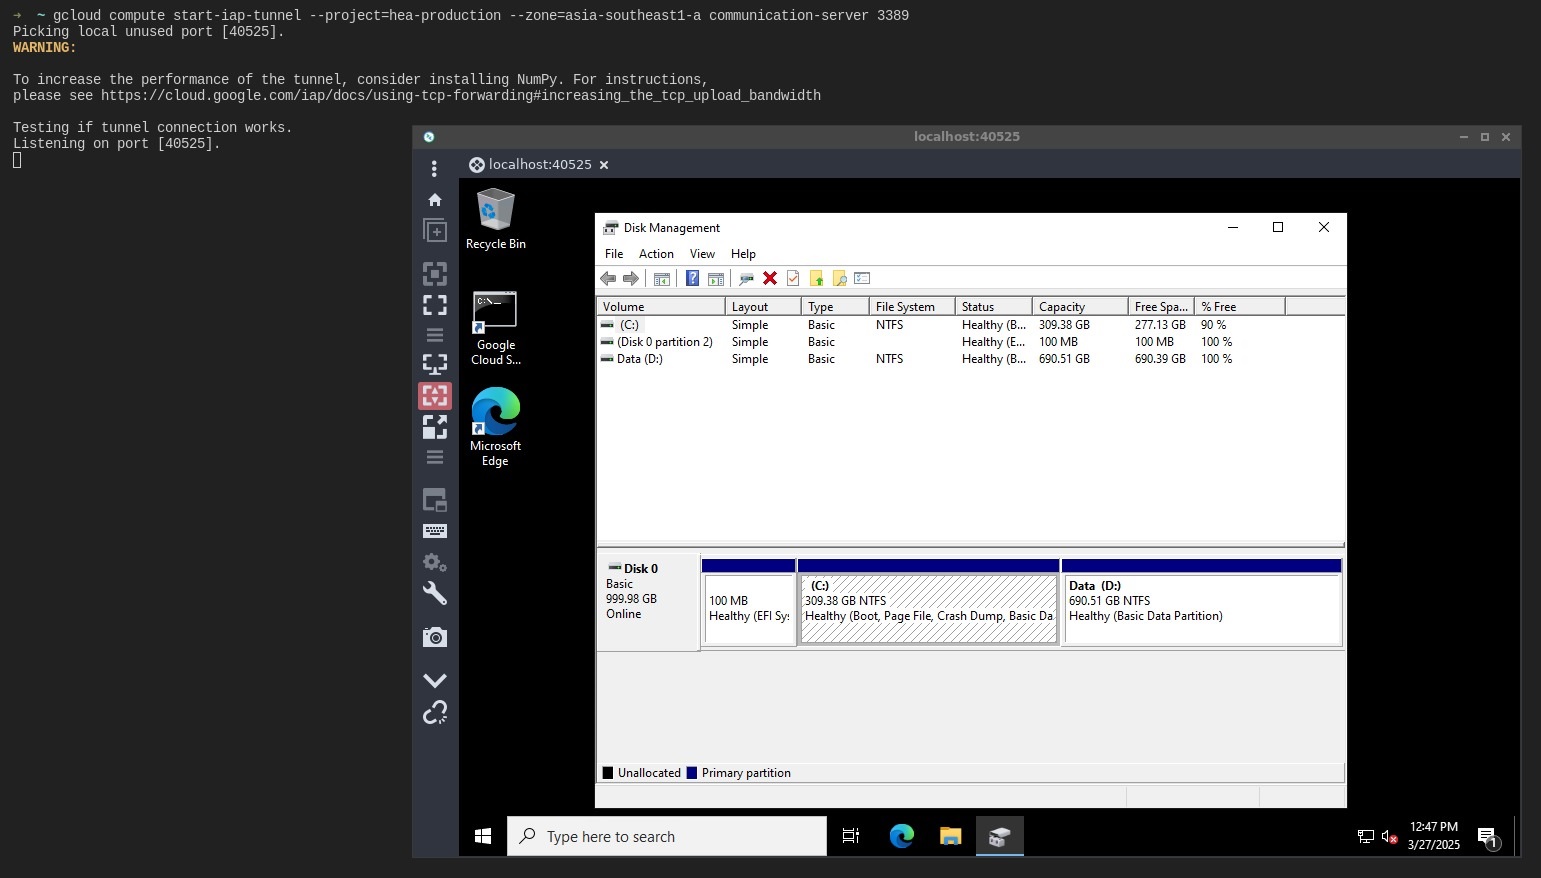 → ~ gcloud compute start-iap-tunnel --project=hea-production --zone=asia-southeast1-a communication-server 3389
Picking local unused port [40525].
WARNING:
To increase the performance of the tunnel, consider installing NumPy. For instructions,
please see https://cloud.google.com/iap/docs/using-tcp-forwarding#increasing_the_tcp_upload_bandwidth
Testing if tunnel connection works.
Listening on port [40525].
localhost:40525
localhost:40525
Recycle Bin
C:\
Google
Cloud S...
Microsoft
Edge
Disk Management
File Action View Help
Volume Layout Type File System Status Capacity Free Spa... % Free
(C:) Simple Basic NTFS Healthy (B... 309.38 GB 277.13 GB 90 %
(Disk 0 partition 2) Simple Basic Healthy (E... 100 MB 100 MB 100 %
Data (D:) Simple Basic NTFS Healthy (B... 690.51 GB 690.39 GB 100 %
Disk 0
Basic
999.98 GB
Online
100 MB
Healthy (EFI Sy
(C:)
309.38 GB NTFS
Healthy (Boot, Page File, Crash Dump, Basic Da
Data (D:)
690.51 GB NTFS
Healthy (Basic Data Partition)
Unallocated Primary partition
Type here to search
12:47 PM
3/27/2025
1